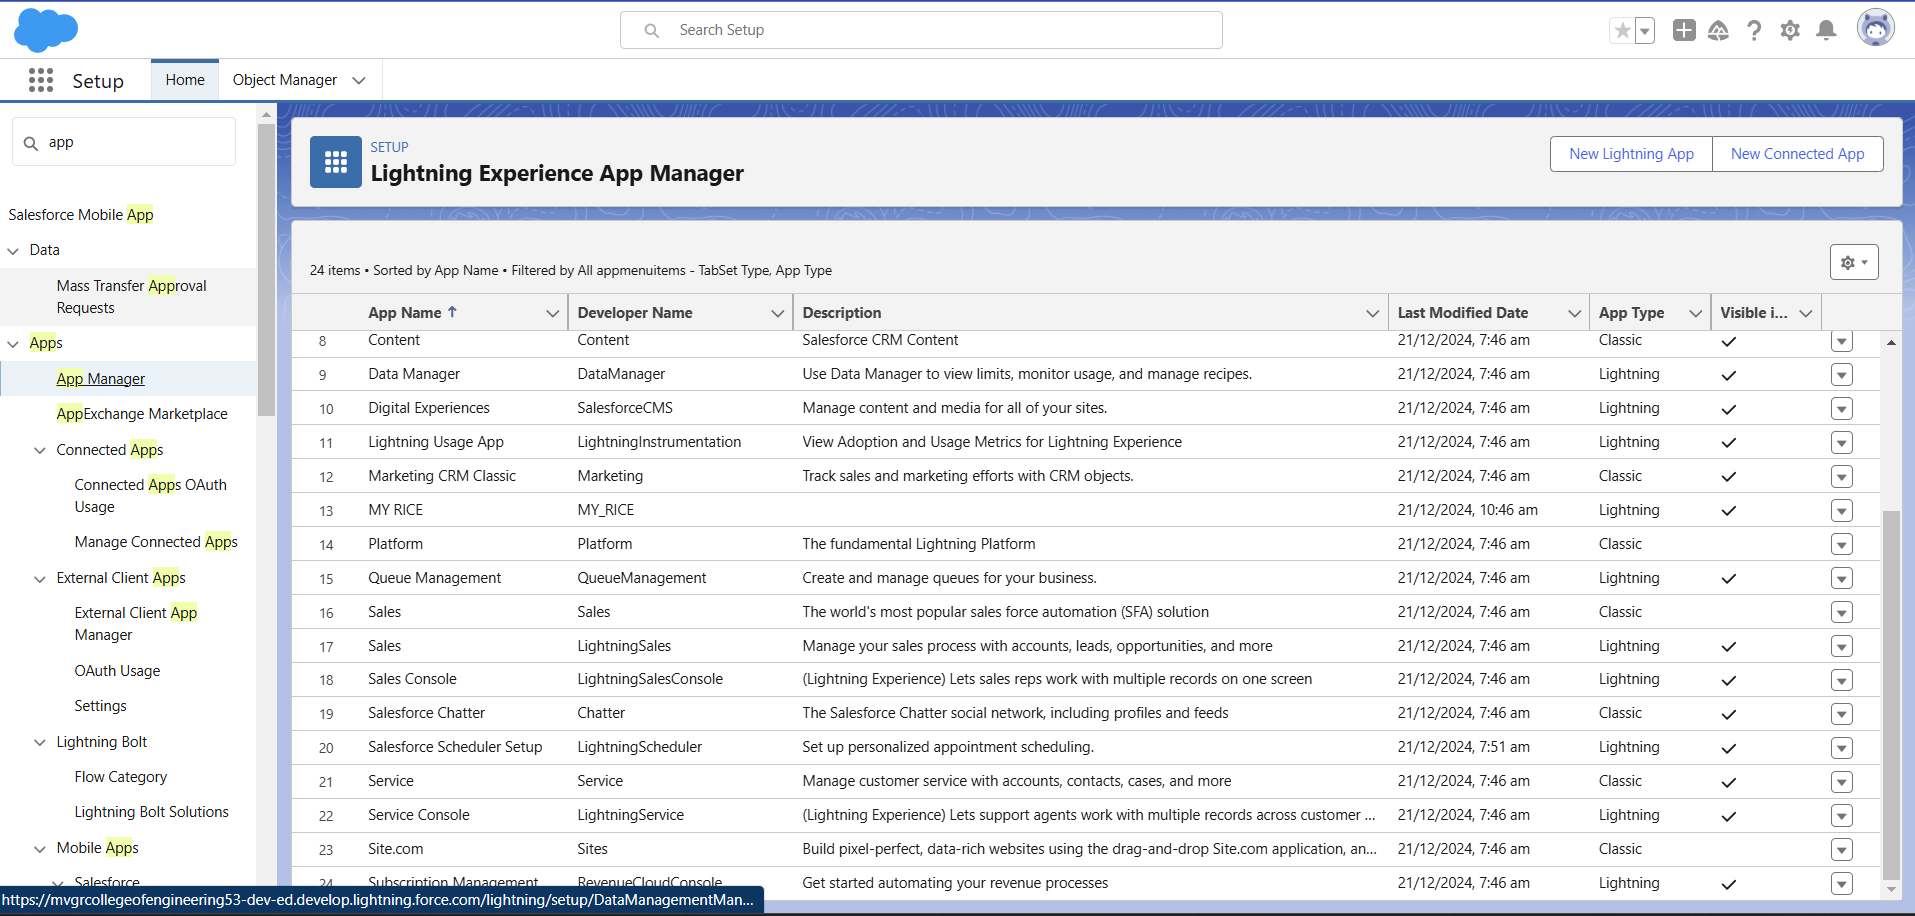 Search Setup
Setup
Home
Object Manager
app
Salesforce Mobile App
Data
Mass Transfer Approval
Requests
Apps
App Manager
AppExchange Marketplace
Connected Apps
Connected Apps OAuth
Usage
Manage Connected Apps
External Client Apps
External Client App
Manager
OAuth Usage
Settings
Lightning Bolt
Flow Category
Lightning Bolt Solutions
Mobile Apps
Salesforce
SETUP
Lightning Experience App Manager
New Lightning App
New Connected App
24 items • Sorted by App Name • Filtered by All appmenuitems - TabSet Type, App Type
App Name Developer Name Description Last Modified Date App Type Visible i...
8 Content Content Salesforce CRM Content 21/12/2024, 7:46 am Classic
9 Data Manager DataManager Use Data Manager to view limits, monitor usage, and manage recipes. 21/12/2024, 7:46 am Lightning
10 Digital Experiences SalesforceCMS Manage content and media for all of your sites. 21/12/2024, 7:46 am Lightning
11 Lightning Usage App LightningInstrumentation View Adoption and Usage Metrics for Lightning Experience 21/12/2024, 7:46 am Lightning
12 Marketing CRM Classic Marketing Track sales and marketing efforts with CRM objects. 21/12/2024, 7:46 am Classic
13 MY RICE MY_RICE 21/12/2024, 10:46 am Lightning
14 Platform Platform The fundamental Lightning Platform 21/12/2024, 7:46 am Classic
15 Queue Management QueueManagement Create and manage queues for your business. 21/12/2024, 7:46 am Lightning
16 Sales Sales The world's most popular sales force automation (SFA) solution 21/12/2024, 7:46 am Classic
17 Sales LightningSales Manage your sales process with accounts, leads, opportunities, and more 21/12/2024, 7:46 am Lightning
18 Sales Console LightningSalesConsole (Lightning Experience) Lets sales reps work with multiple records on one screen 21/12/2024, 7:46 am Lightning
19 Salesforce Chatter Chatter The Salesforce Chatter social network, including profiles and feeds 21/12/2024, 7:46 am Classic
20 Salesforce Scheduler Setup LightningScheduler Set up personalized appointment scheduling. 21/12/2024, 7:51 am Lightning
21 Service Service Manage customer service with accounts, contacts, cases, and more 21/12/2024, 7:46 am Classic
22 Service Console LightningService (Lightning Experience) Lets support agents work with multiple records across customer ... 21/12/2024, 7:46 am Lightning
23 Site.com Sites Build pixel-perfect, data-rich websites using the drag-and-drop Site.com application, an... 21/12/2024, 7:46 am Classic
24 Subscription Management RevenueCloudConsole Get started automating your revenue processes 21/12/2024, 7:46 am Lightning
https://mvgrcollegeofengineering53-dev-ed.develop.lightning.force.com/lightning/setup/DataManagementMan...